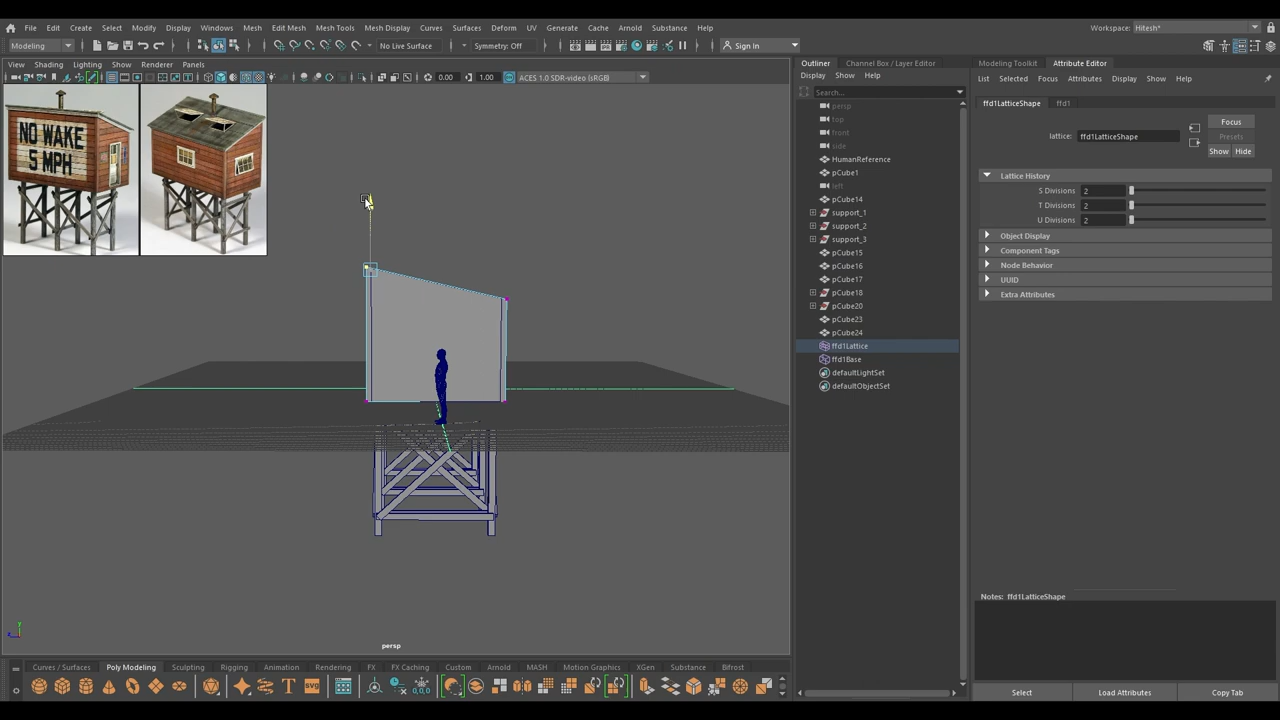 File Edit Create Select Modify Display Windows Mesh Edit Mesh Mesh Tools Mesh Display Curves Surfaces Deform UV Generate Cache Arnold Substance Help
Workspace: Hitesh*
Modeling
No Live Surface
Symmetry: Off
Sign In
View Shading Lighting Show Renderer Panels
0.00
1.00
ACES 1.0 SDR-video (sRGB)
NO WAKE
5 MPH
persp
Outliner
Channel Box / Layer Editor
Display Show Help
Search...
persp
top
front
side
HumanReference
pCube1
left
pCube14
support_1
support_2
support_3
pCube15
pCube16
pCube17
pCube18
pCube20
pCube23
pCube24
ffd1Lattice
ffd1Base
defaultLightSet
defaultObjectSet
Modeling Toolkit
Attribute Editor
List Selected Focus Attributes Display Show Help
ffd1LatticeShape
ffd1
lattice: ffd1LatticeShape
Focus
Presets
Show Hide
Lattice History
S Divisions 2
T Divisions 2
U Divisions 2
Object Display
Component Tags
Node Behavior
UUID
Extra Attributes
Notes: ffd1LatticeShape
Select
Load Attributes
Copy Tab
Curves / Surfaces Poly Modeling Sculpting Rigging Animation Rendering FX FX Caching Custom Arnold MASH Motion Graphics XGen Substance Bifrost